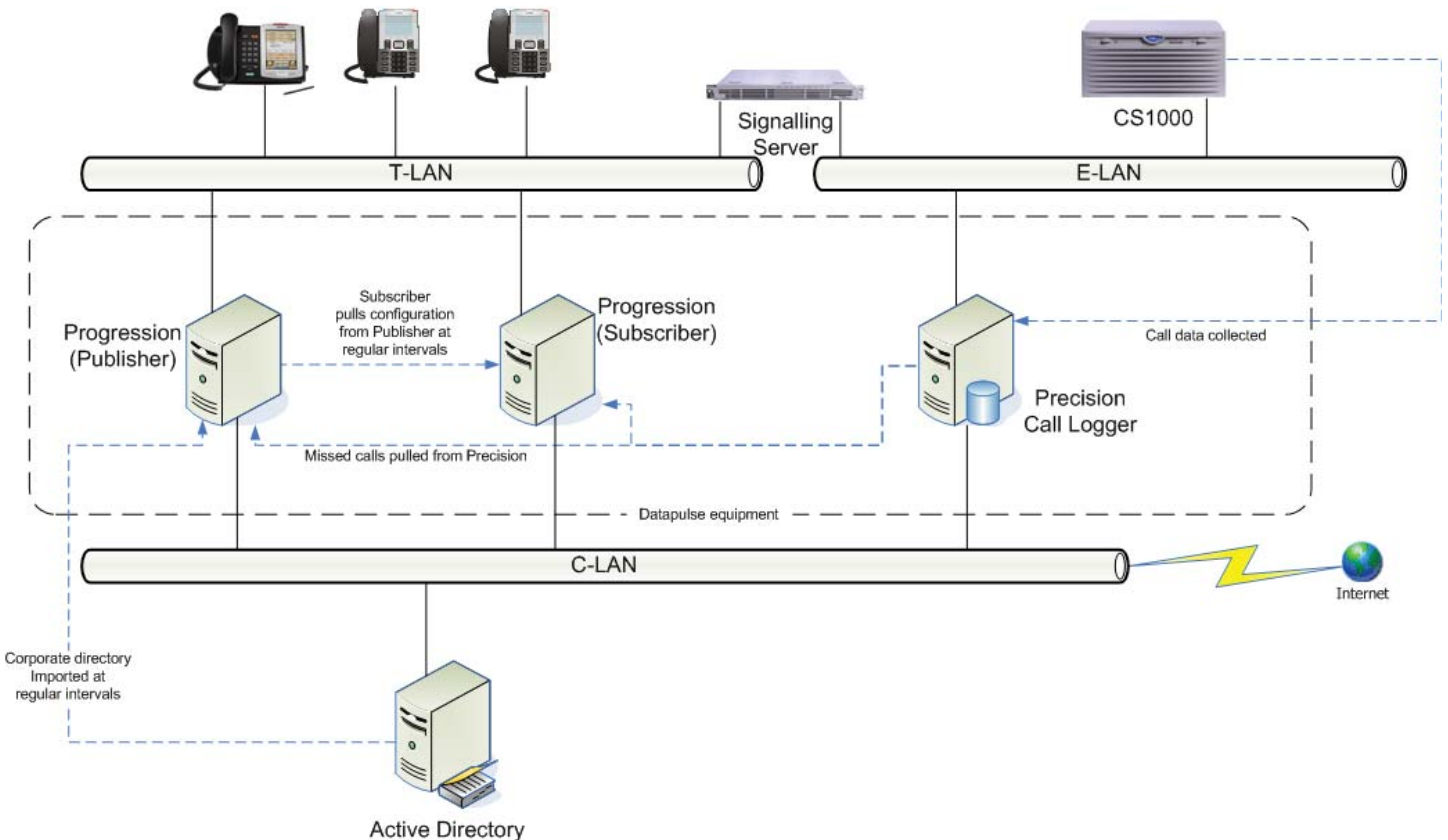 Signalling
Server
CS1000
T-LAN
E-LAN
Progression
(Publisher)
Subscriber
pulls configuration
from Publisher at
regular intervals
Progression
(Subscriber)
Call data collected
Precision
Call Logger
Missed calls pulled from Precision
Datapulse equipment
C-LAN
Internet
Corporate directory
Imported at
regular intervals
Active Directory